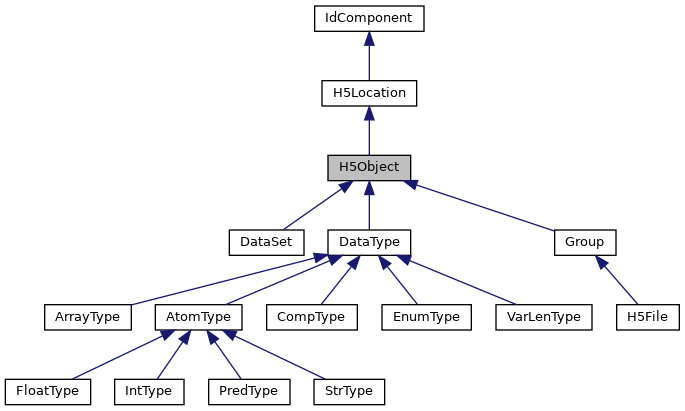 IdComponent
H5Location
H5Object
DataSet
DataType
Group
ArrayType
AtomType
CompType
EnumType
VarLenType
H5File
FloatType
IntType
PredType
StrType